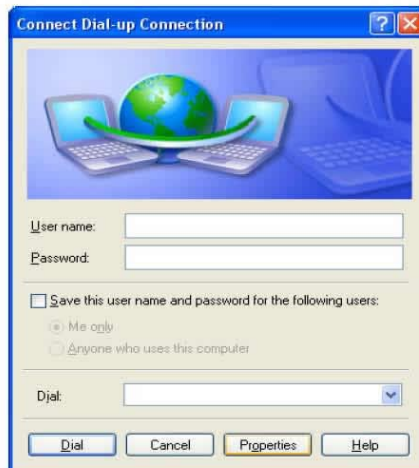 Connect Dial-up Connection
User name:
Password:
Save this user name and password for the following users:
Me only
Anyone who uses this computer
Dial:
Dial Cancel Properties Help